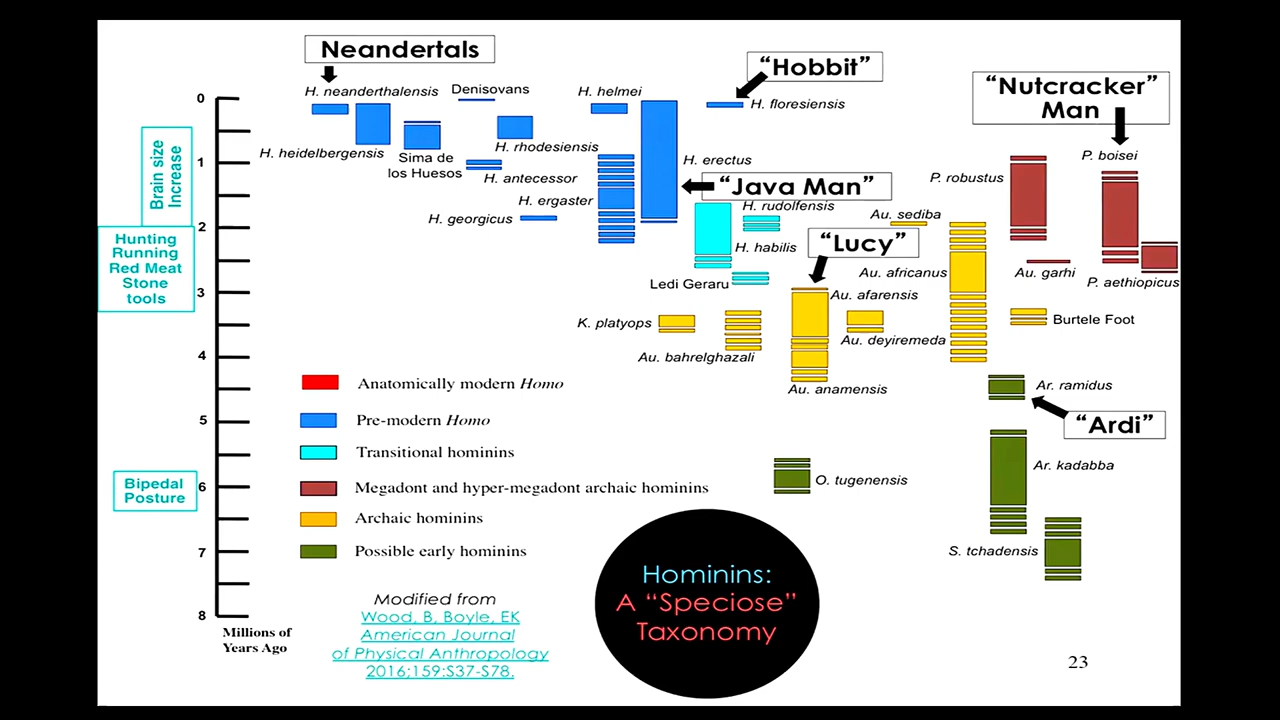 Neandertals
“Hobbit”
“Nutcracker”
Man
H. neanderthalensis
Denisovans
H. helmei
H. floresiensis
0
H. heidelbergensis
Sima de
los Huesos
H. rhodesiensis
H. antecessor
H. ergaster
H. georgicus
H. erectus
“Java Man”
P. boisei
P. robustus
1
Brain size
Increase
H. rudolfensis
H. habilis
Au. sediba
“Lucy”
2
Hunting
Running
Red Meat
Stone
tools
Ledi Geraru
Au. africanus
Au. garhi
P. aethiopicus
3
Au. afarensis
K. platyops
Au. bahrelghazali
Au. deyiremeda
Burtele Foot
4
Au. anamensis
Ar. ramidus
“Ardi”
Anatomically modern Homo
Pre-modern Homo
5
Transitional hominins
Ar. kadabba
O. tugenensis
Bipedal
Posture
6
Megadont and hyper-megadont archaic hominins
Archaic hominins
Possible early hominins
7
S. tchadensis
8
Millions of
Years Ago
Modified from
Wood, B, Boyle, EK
American Journal
of Physical Anthropology
2016;159:S37-S78.
Hominins:
A “Speciose”
Taxonomy
23